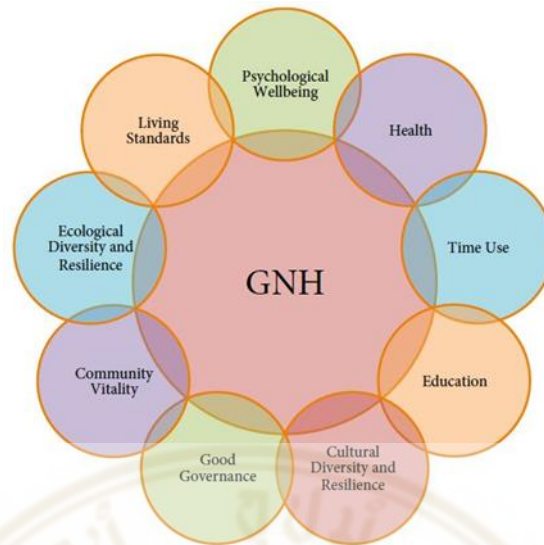 Psychological
Wellbeing
Health
Time Use
Education
Cultural
Diversity and
Resilience
Good
Governance
Community
Vitality
Ecological
Diversity and
Resilience
Living
Standards
GNH